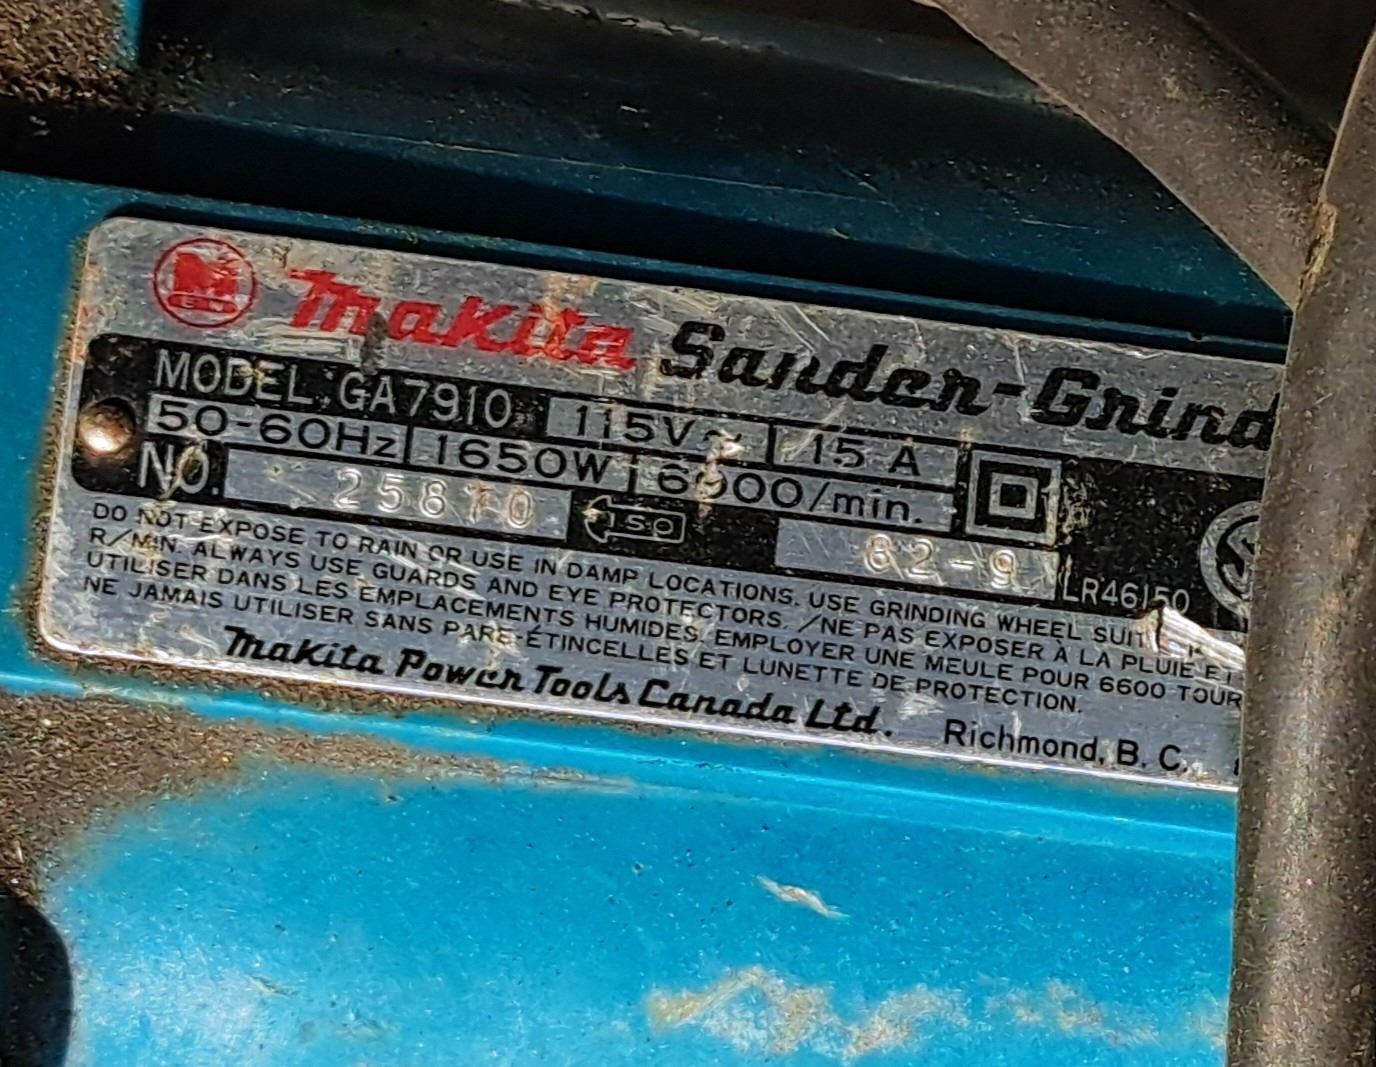 Makita Sander-Grind
MODEL GA7910 115V~ 15 A
50-60Hz 1650W 6000/min.
NO. 25810 ISO 82-9 LR46150
DO NOT EXPOSE TO RAIN OR USE IN DAMP LOCATIONS. USE GRINDING WHEEL
R/MIN. ALWAYS USE GUARDS AND EYE PROTECTORS. /NE PAS EXPOSER À LA PLUIE ET
UTILISER DANS LES EMPLACEMENTS HUMIDES. EMPLOYER UNE MEULE POUR 6600 TOUR
NE JAMAIS UTILISER SANS PARE-ÉTINCELLES ET LUNETTE DE PROTECTION.
Makita Power Tools Canada Ltd. Richmond, B. C.